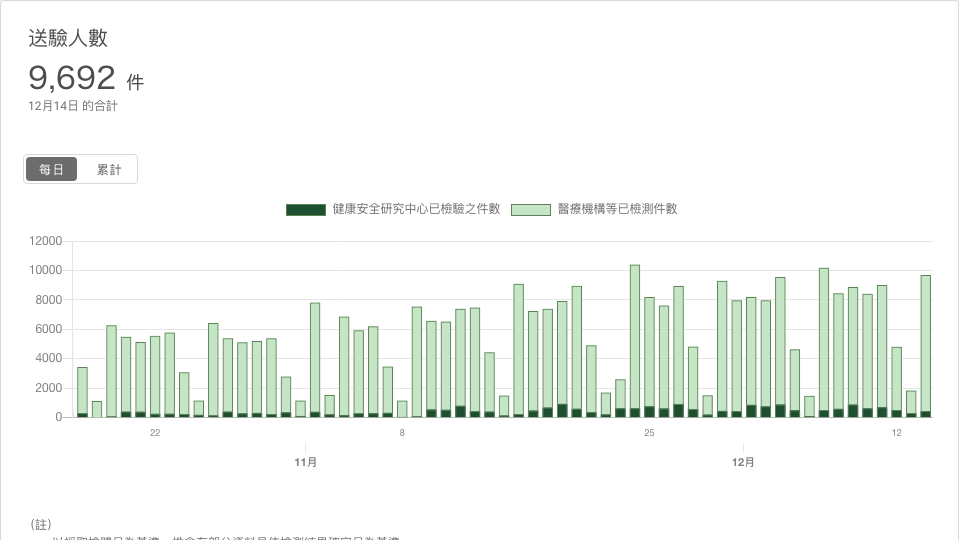 送驗人數
9,692 件
12月14日 的合計
每日 累計
健康安全研究中心已檢驗之件數 醫療機構等已檢測件數
12000
10000
8000
6000
4000
2000
0
22 8 25 12
11月 12月
(註)